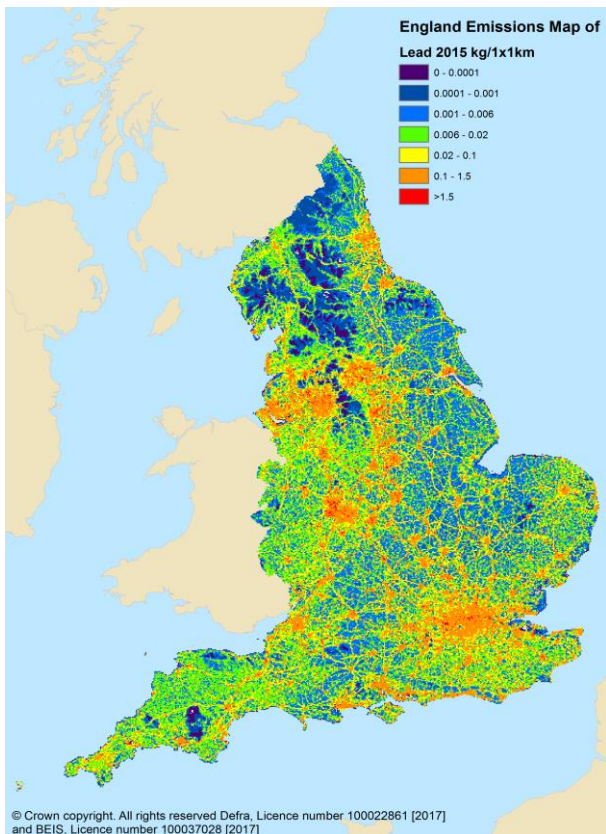 England Emissions Map of
Lead 2015 kg/1x1km
0 - 0.0001
0.0001 - 0.001
0.001 - 0.006
0.006 - 0.02
0.02 - 0.1
0.1 - 1.5
>1.5
© Crown copyright. All rights reserved Defra, Licence number 100022861 [2017]
and BEIS, Licence number 100037028 [2017]